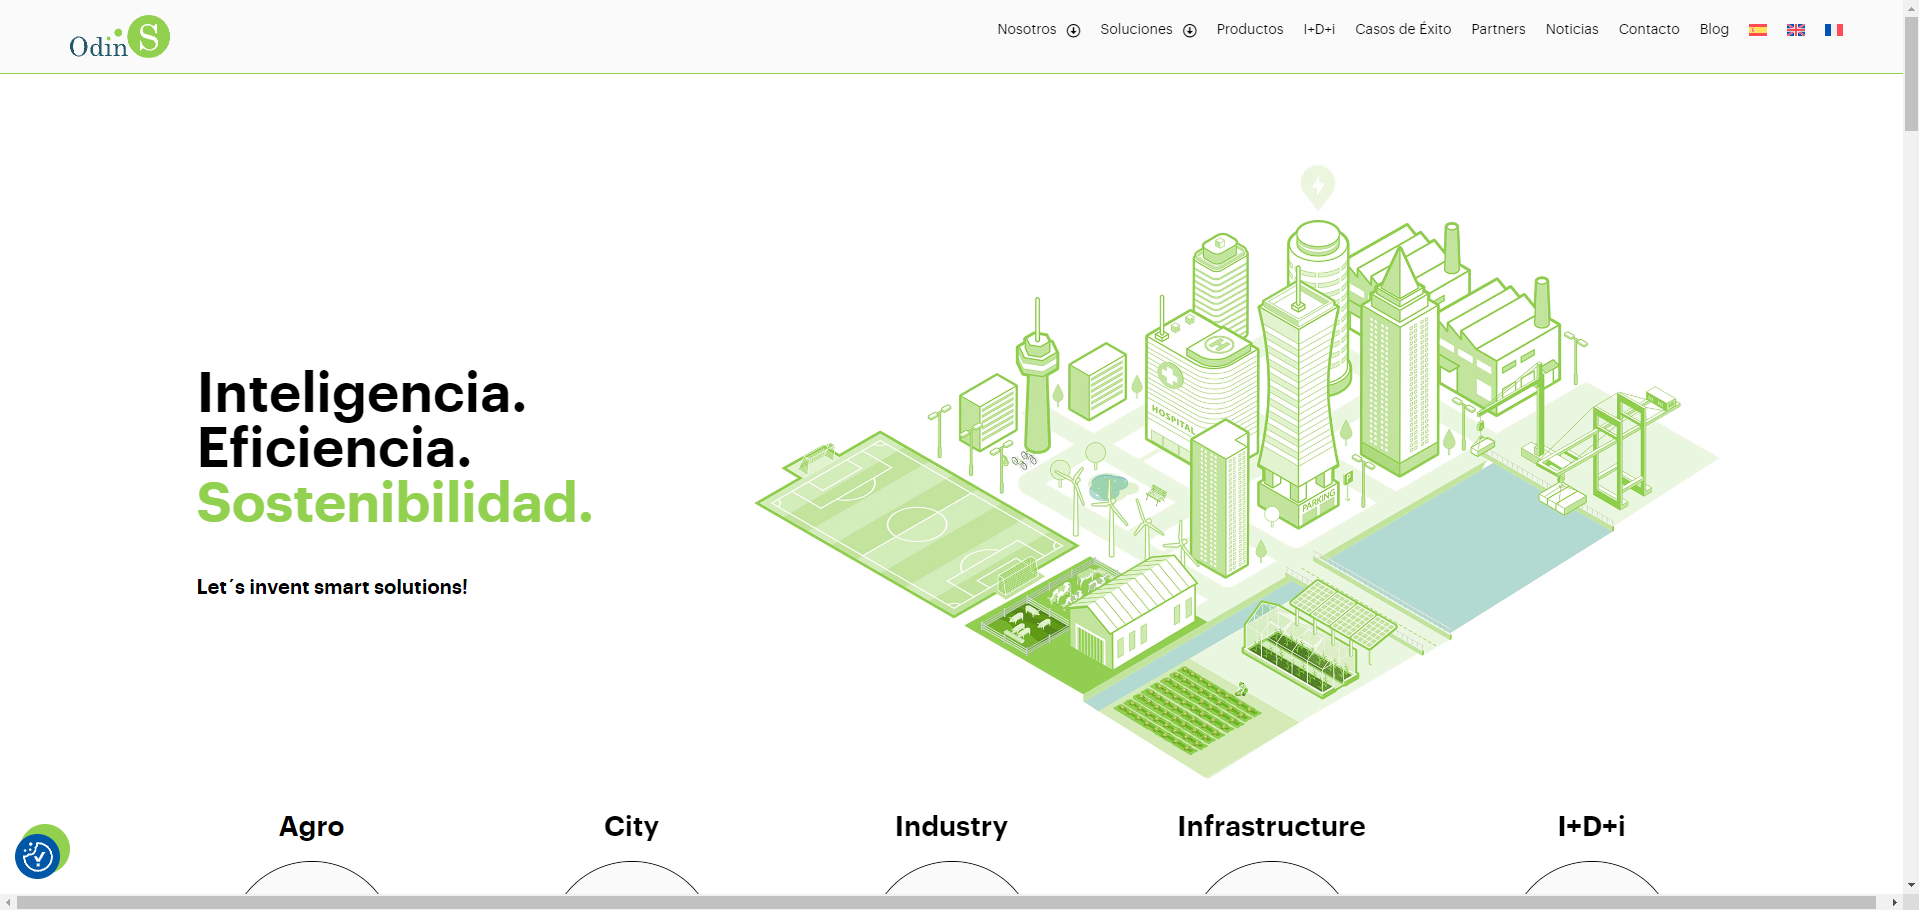 OdinS
Nosotros Soluciones Productos I+D+i Casos de Éxito Partners Noticias Contacto Blog
Inteligencia.
Eficiencia.
Sostenibilidad.
Let´s invent smart solutions!
H
HOSPITAL
P
PARKING
Agro City Industry Infrastructure I+D+i